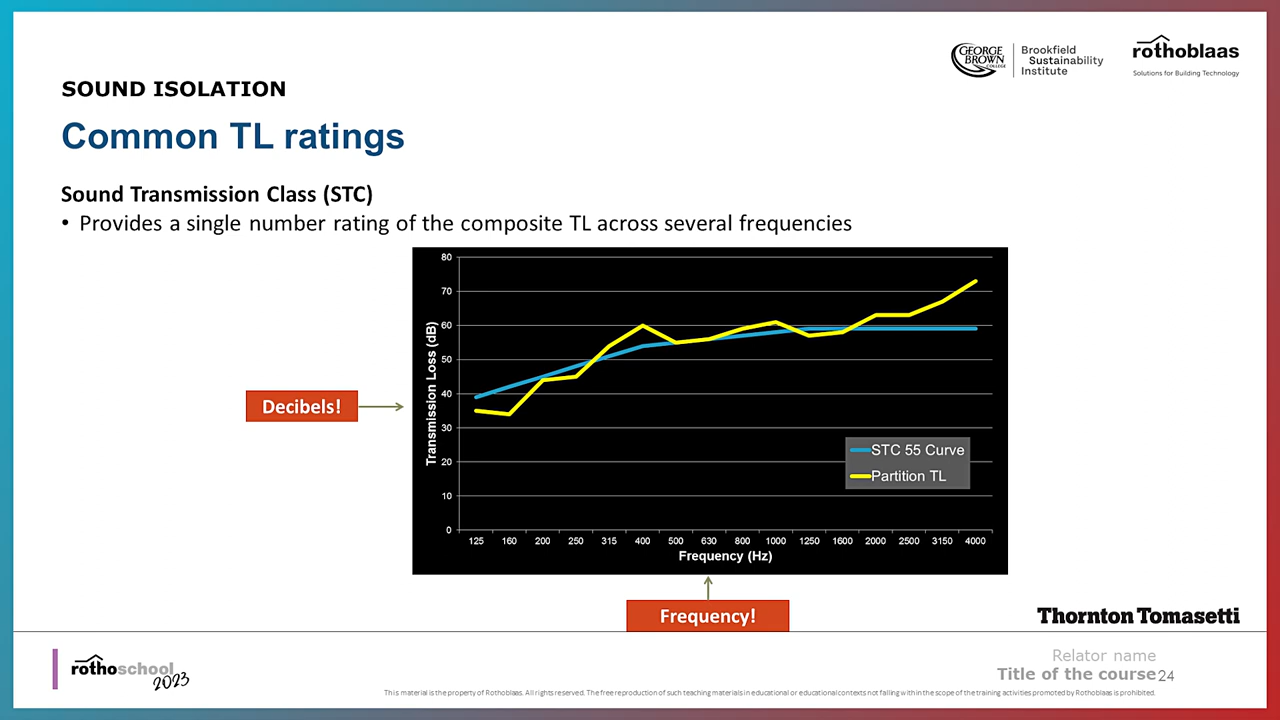 GEORGE BROWN COLLEGE
Brookfield
Sustainability
Institute
rothoblaas
Solutions for Building Technology
SOUND ISOLATION
Common TL ratings
Sound Transmission Class (STC)
• Provides a single number rating of the composite TL across several frequencies
80
70
60
50
40
30
20
10
0
Transmission Loss (dB)
Decibels!
STC 55 Curve
Partition TL
125 160 200 250 315 400 500 630 800 1000 1250 1600 2000 2500 3150 4000
Frequency (Hz)
Frequency!
Thornton Tomasetti
rothoschool
2023
Relator name
Title of the course 24
This material is the property of Rothoblaas. All rights reserved. The free reproduction of such teaching materials in educational or educational contexts not falling within the scope of the training activities promoted by Rothoblaas is prohibited.